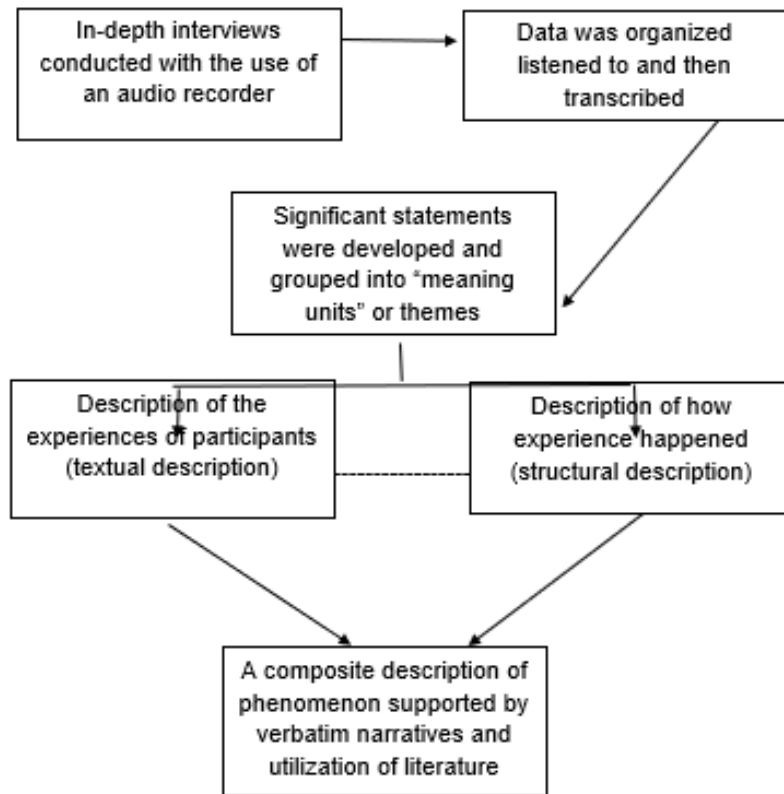 In-depth interviews
conducted with the use of
an audio recorder
Data was organized
listened to and then
transcribed
Significant statements
were developed and
grouped into “meaning
units” or themes
Description of the
experiences of participants
(textual description)
Description of how
experience happened
(structural description)
A composite description of
phenomenon supported by
verbatim narratives and
utilization of literature